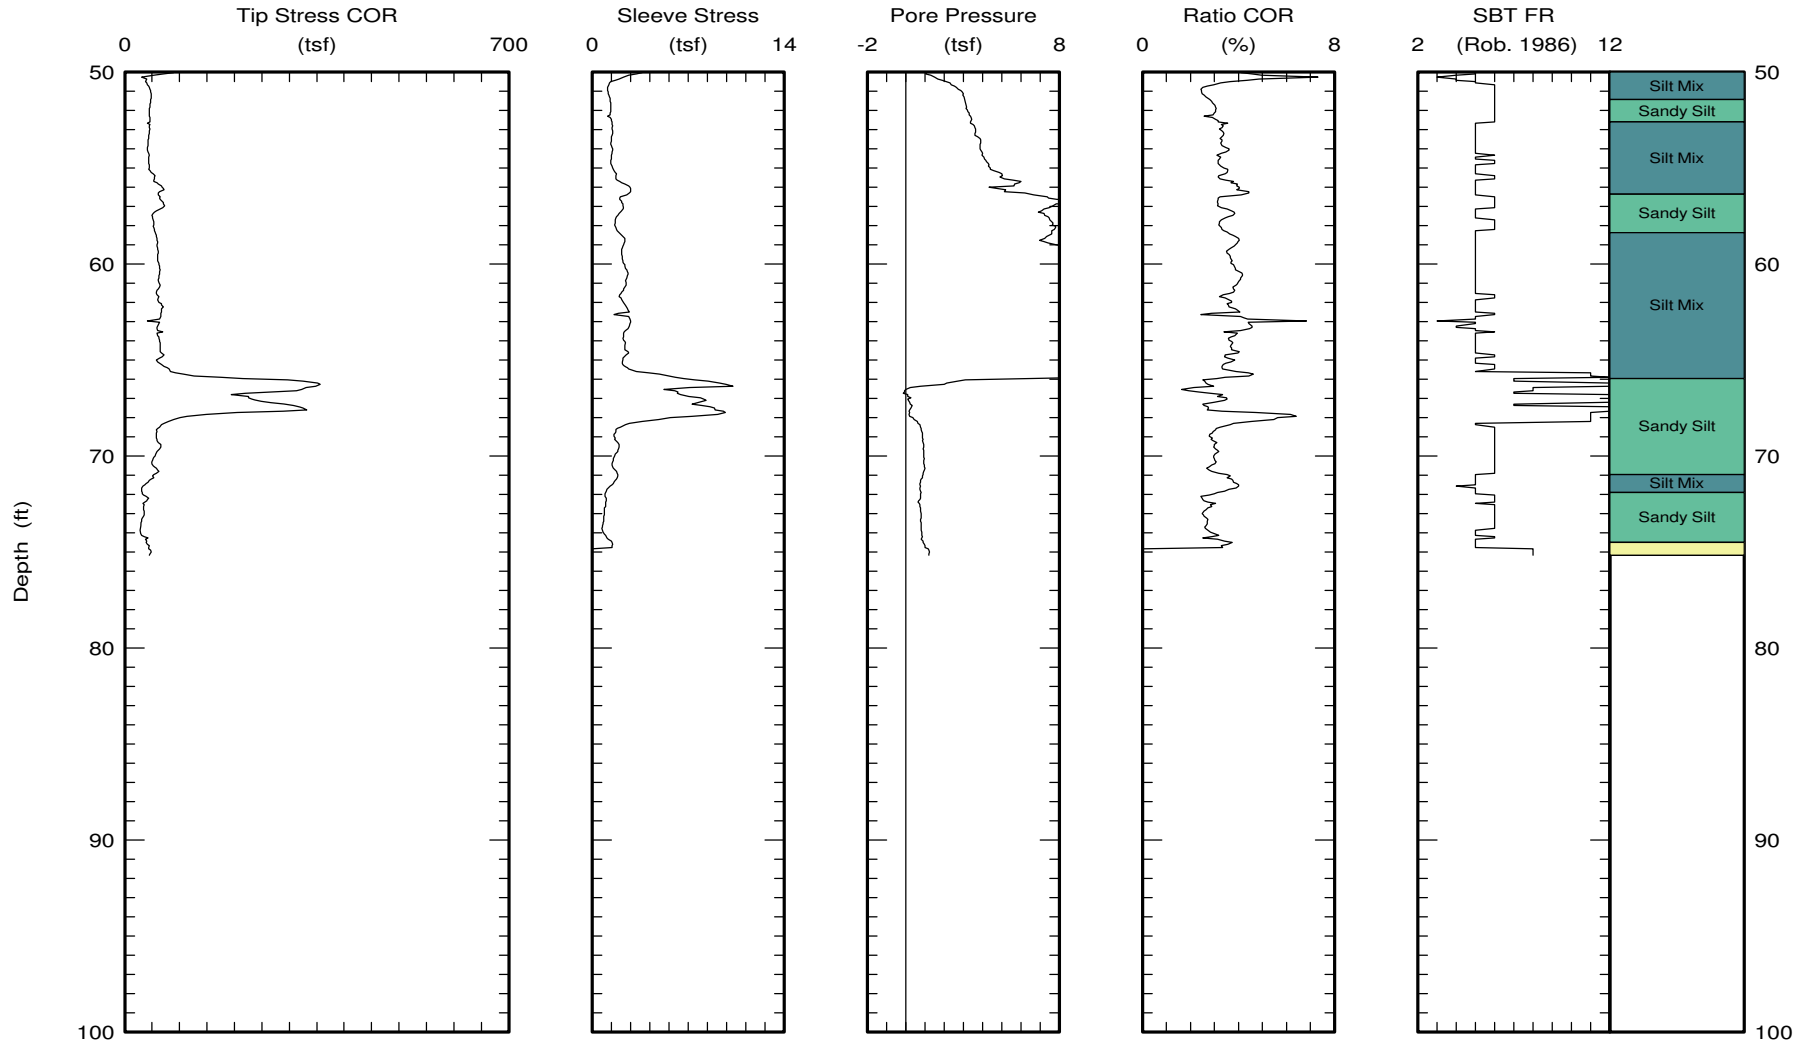 Tip Stress COR
Sleeve Stress
Pore Pressure
Ratio COR
SBT FR
0 (tsf) 700
0 (tsf) 14
-2 (tsf) 8
0 (%) 8
2 (Rob. 1986) 12
50 50
Silt Mix
Sandy Silt
Silt Mix
Sandy Silt
60 60
Silt Mix
Sandy Silt
70 70
Silt Mix
Sandy Silt
Depth (ft)
80 80
90 90
100 100